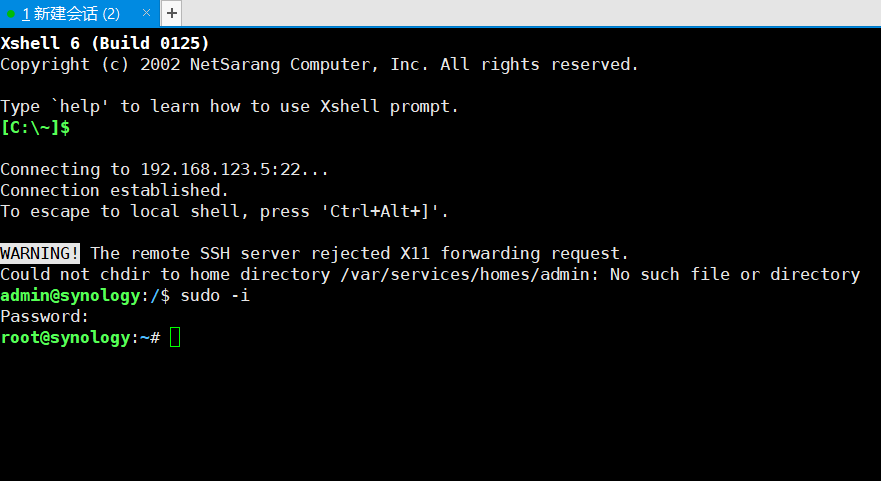 1 新建会话 (2) × +
Xshell 6 (Build 0125)
Copyright (c) 2002 NetSarang Computer, Inc. All rights reserved.
Type `help' to learn how to use Xshell prompt.
[C:\~]$
Connecting to 192.168.123.5:22...
Connection established.
To escape to local shell, press 'Ctrl+Alt+]'.
WARNING! The remote SSH server rejected X11 forwarding request.
Could not chdir to home directory /var/services/homes/admin: No such file or directory
admin@synology:/$ sudo -i
Password:
root@synology:~#